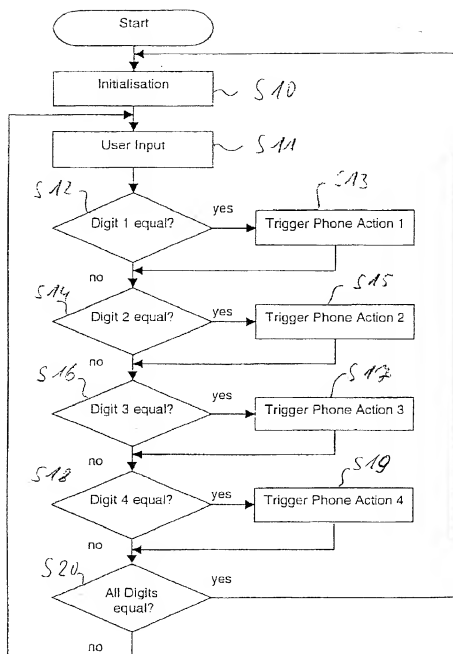 Start
Initialisation
S10
User Input
S11
S12
S13
Digit 1 equal?
yes
Trigger Phone Action 1
no
S14
S15
Digit 2 equal?
yes
Trigger Phone Action 2
no
S16
S17
Digit 3 equal?
yes
Trigger Phone Action 3
no
S18
S19
Digit 4 equal?
yes
Trigger Phone Action 4
no
S20
yes
All Digits
equal?
no